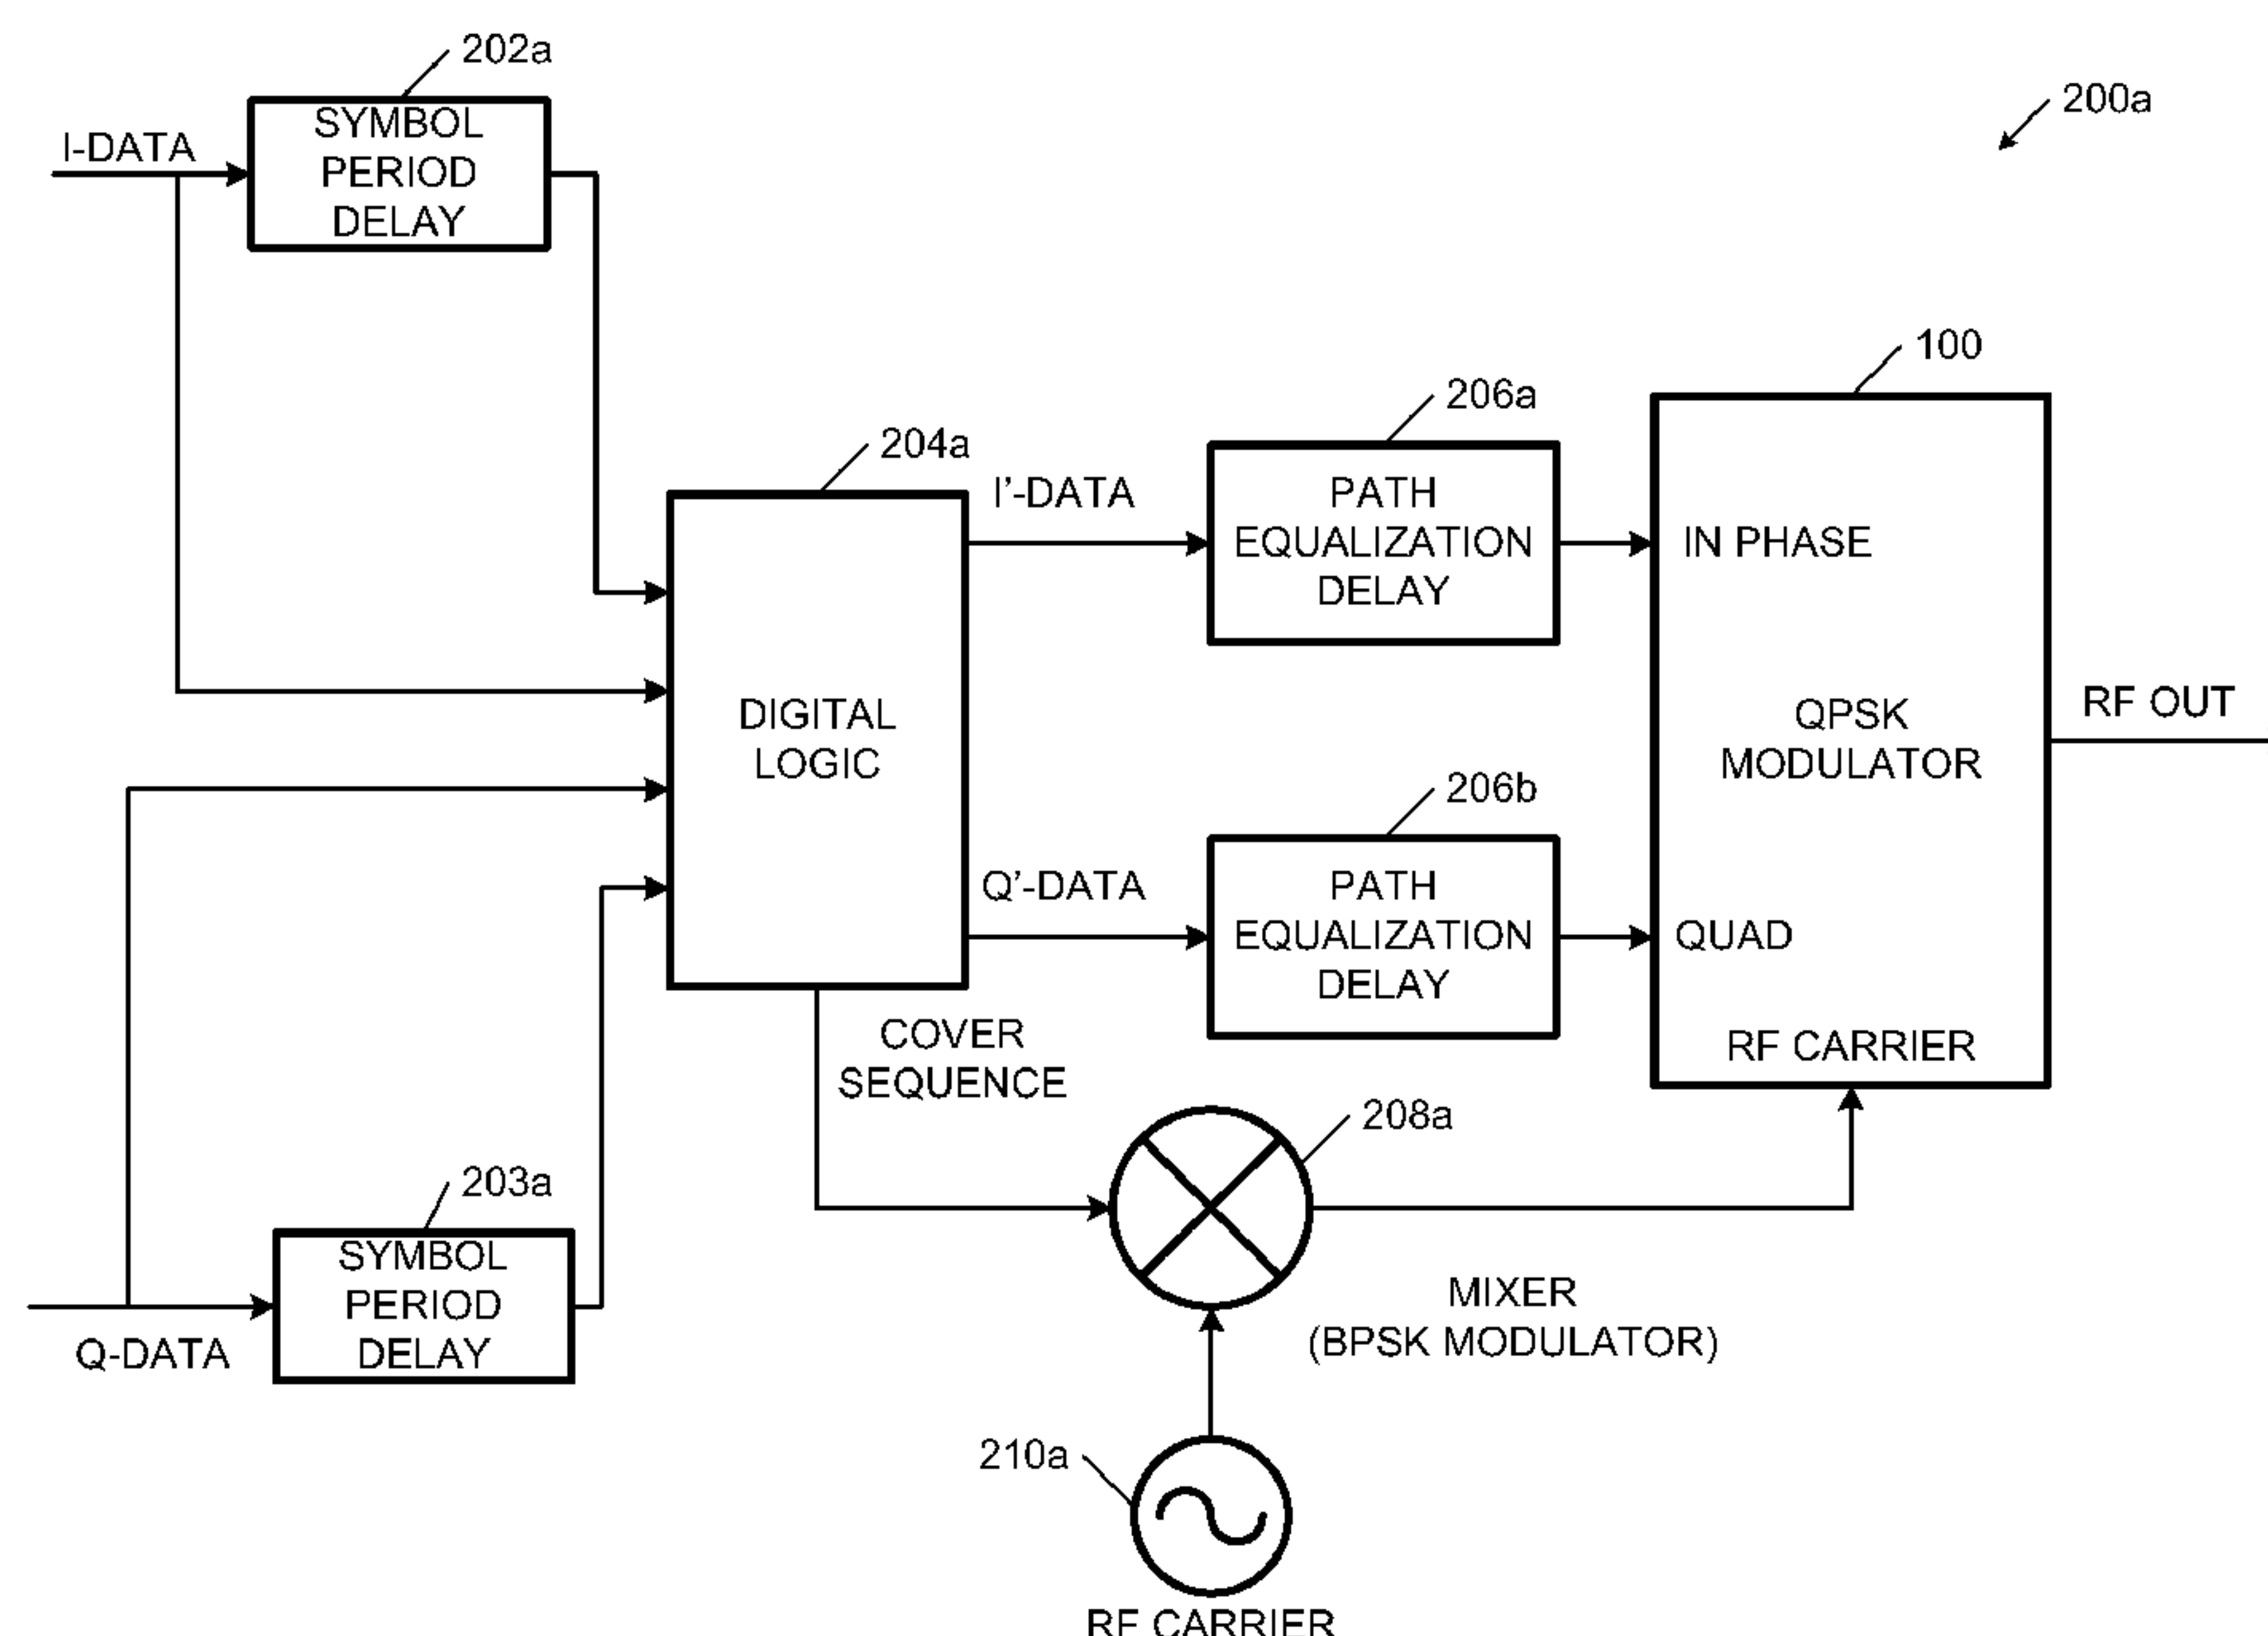 202a
200a
I-DATA
SYMBOL
PERIOD
DELAY
100
206a
204a
I'-DATA
PATH
EQUALIZATION
DELAY
IN PHASE
DIGITAL
LOGIC
QPSK
MODULATOR
RF OUT
206b
Q'-DATA
PATH
EQUALIZATION
DELAY
QUAD
COVER
SEQUENCE
RF CARRIER
208a
203a
SYMBOL
PERIOD
DELAY
Q-DATA
MIXER
(BPSK MODULATOR)
210a
RF CARRIER